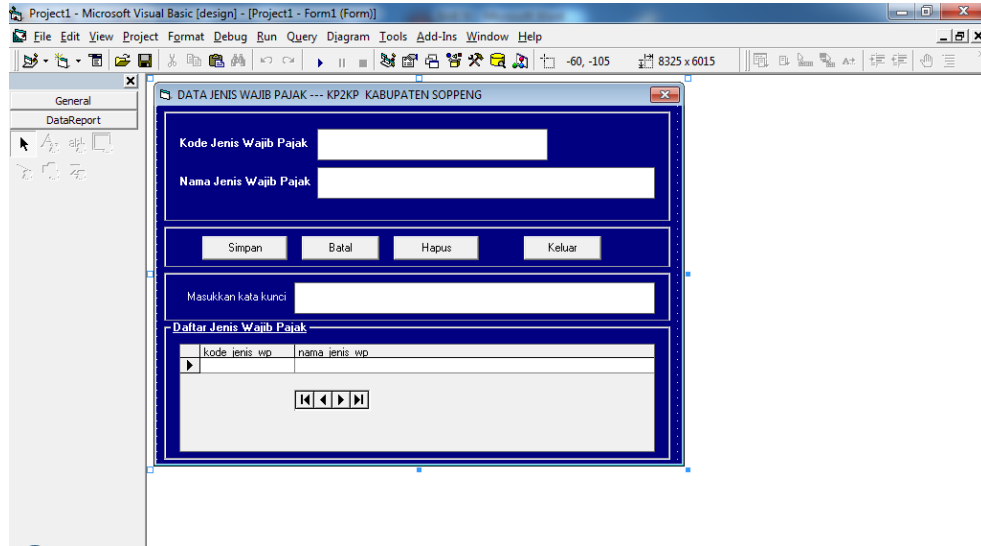 Project1 - Microsoft Visual Basic [design] - [Project1 - Form1 (Form)]
File Edit View Project Format Debug Run Query Diagram Tools Add-Ins Window Help
-60, -105 8325 x 6015
General
DataReport
DATA JENIS WAJIB PAJAK --- KP2KP KABUPATEN SOPPENG
Kode Jenis Wajib Pajak
Nama Jenis Wajib Pajak
Simpan Batal Hapus Keluar
Masukkan kata kunci
Daftar Jenis Wajib Pajak
kode_jenis_wp nama_jenis_wp